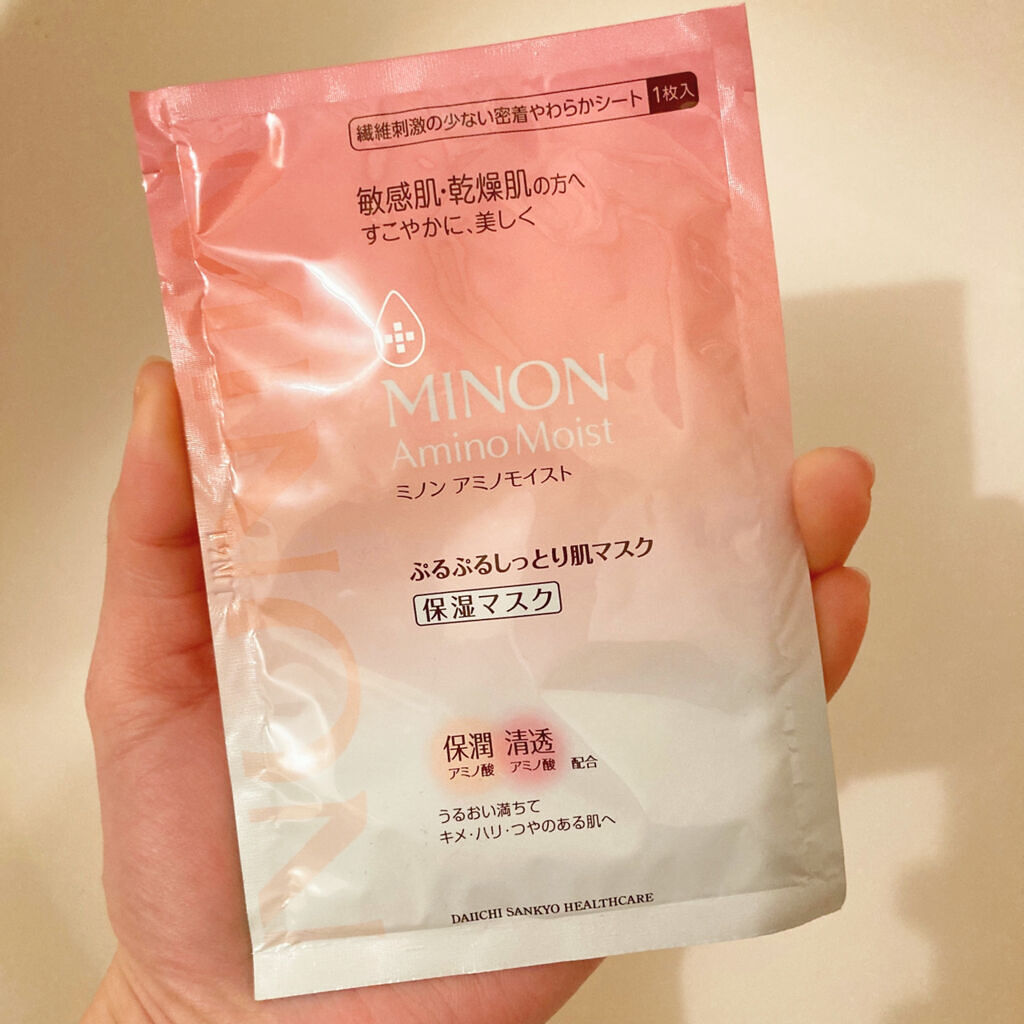 繊維刺激の少ない密着やわらかシート 1枚入
敏感肌・乾燥肌の方へ
すこやかに、美しく
MINON
Amino Moist
ミノン アミノモイスト
ぷるぷるしっとり肌マスク
保湿マスク
保潤 清透
アミノ酸 アミノ酸 配合
うるおい満ちて
キメ・ハリ・つやのある肌へ
DAIICHI SANKYO HEALTHCARE
MINON